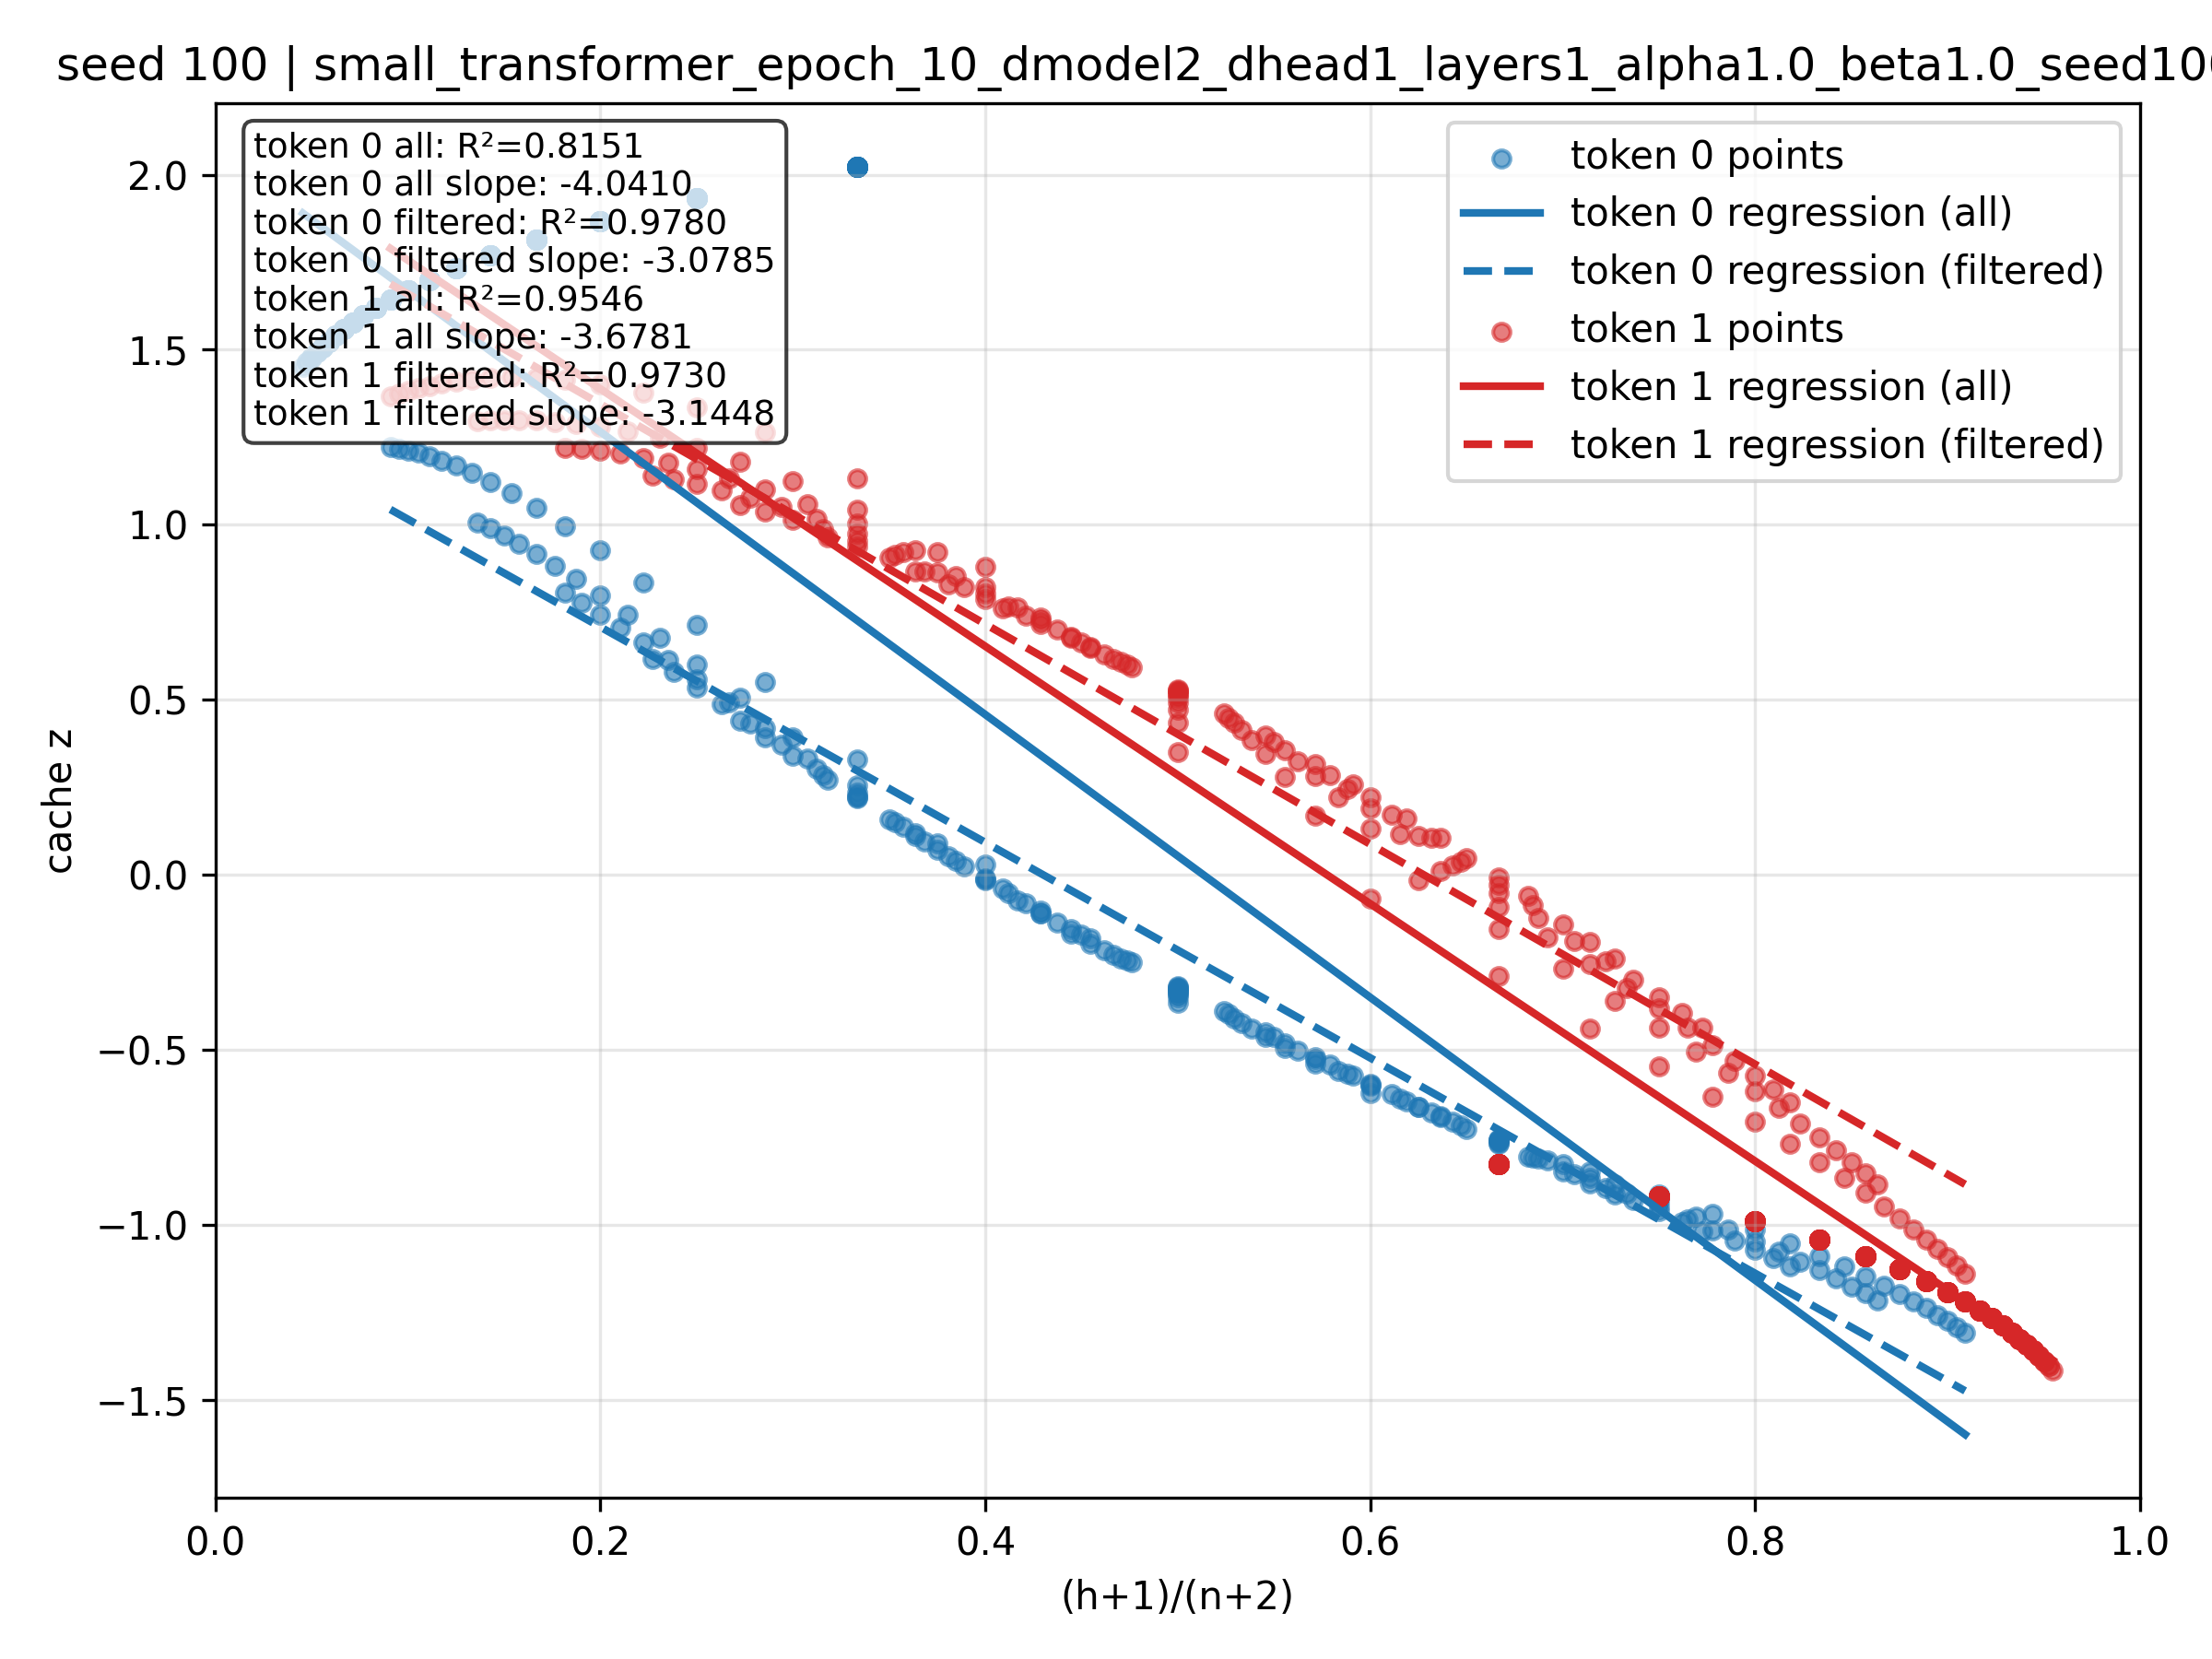 seed 100 | small_transformer_epoch_10_dmodel2_dhead1_layers1_alpha1.0_beta1.0_seed100
token 0 all: R²=0.8151
token 0 all slope: -4.0410
token 0 filtered: R²=0.9780
token 0 filtered slope: -3.0785
token 1 all: R²=0.9546
token 1 all slope: -3.6781
token 1 filtered: R²=0.9730
token 1 filtered slope: -3.1448
token 0 points
token 0 regression (all)
token 0 regression (filtered)
token 1 points
token 1 regression (all)
token 1 regression (filtered)
cache z
2.0
1.5
1.0
0.5
0.0
−0.5
−1.0
−1.5
0.0 0.2 0.4 0.6 0.8 1.0
(h+1)/(n+2)